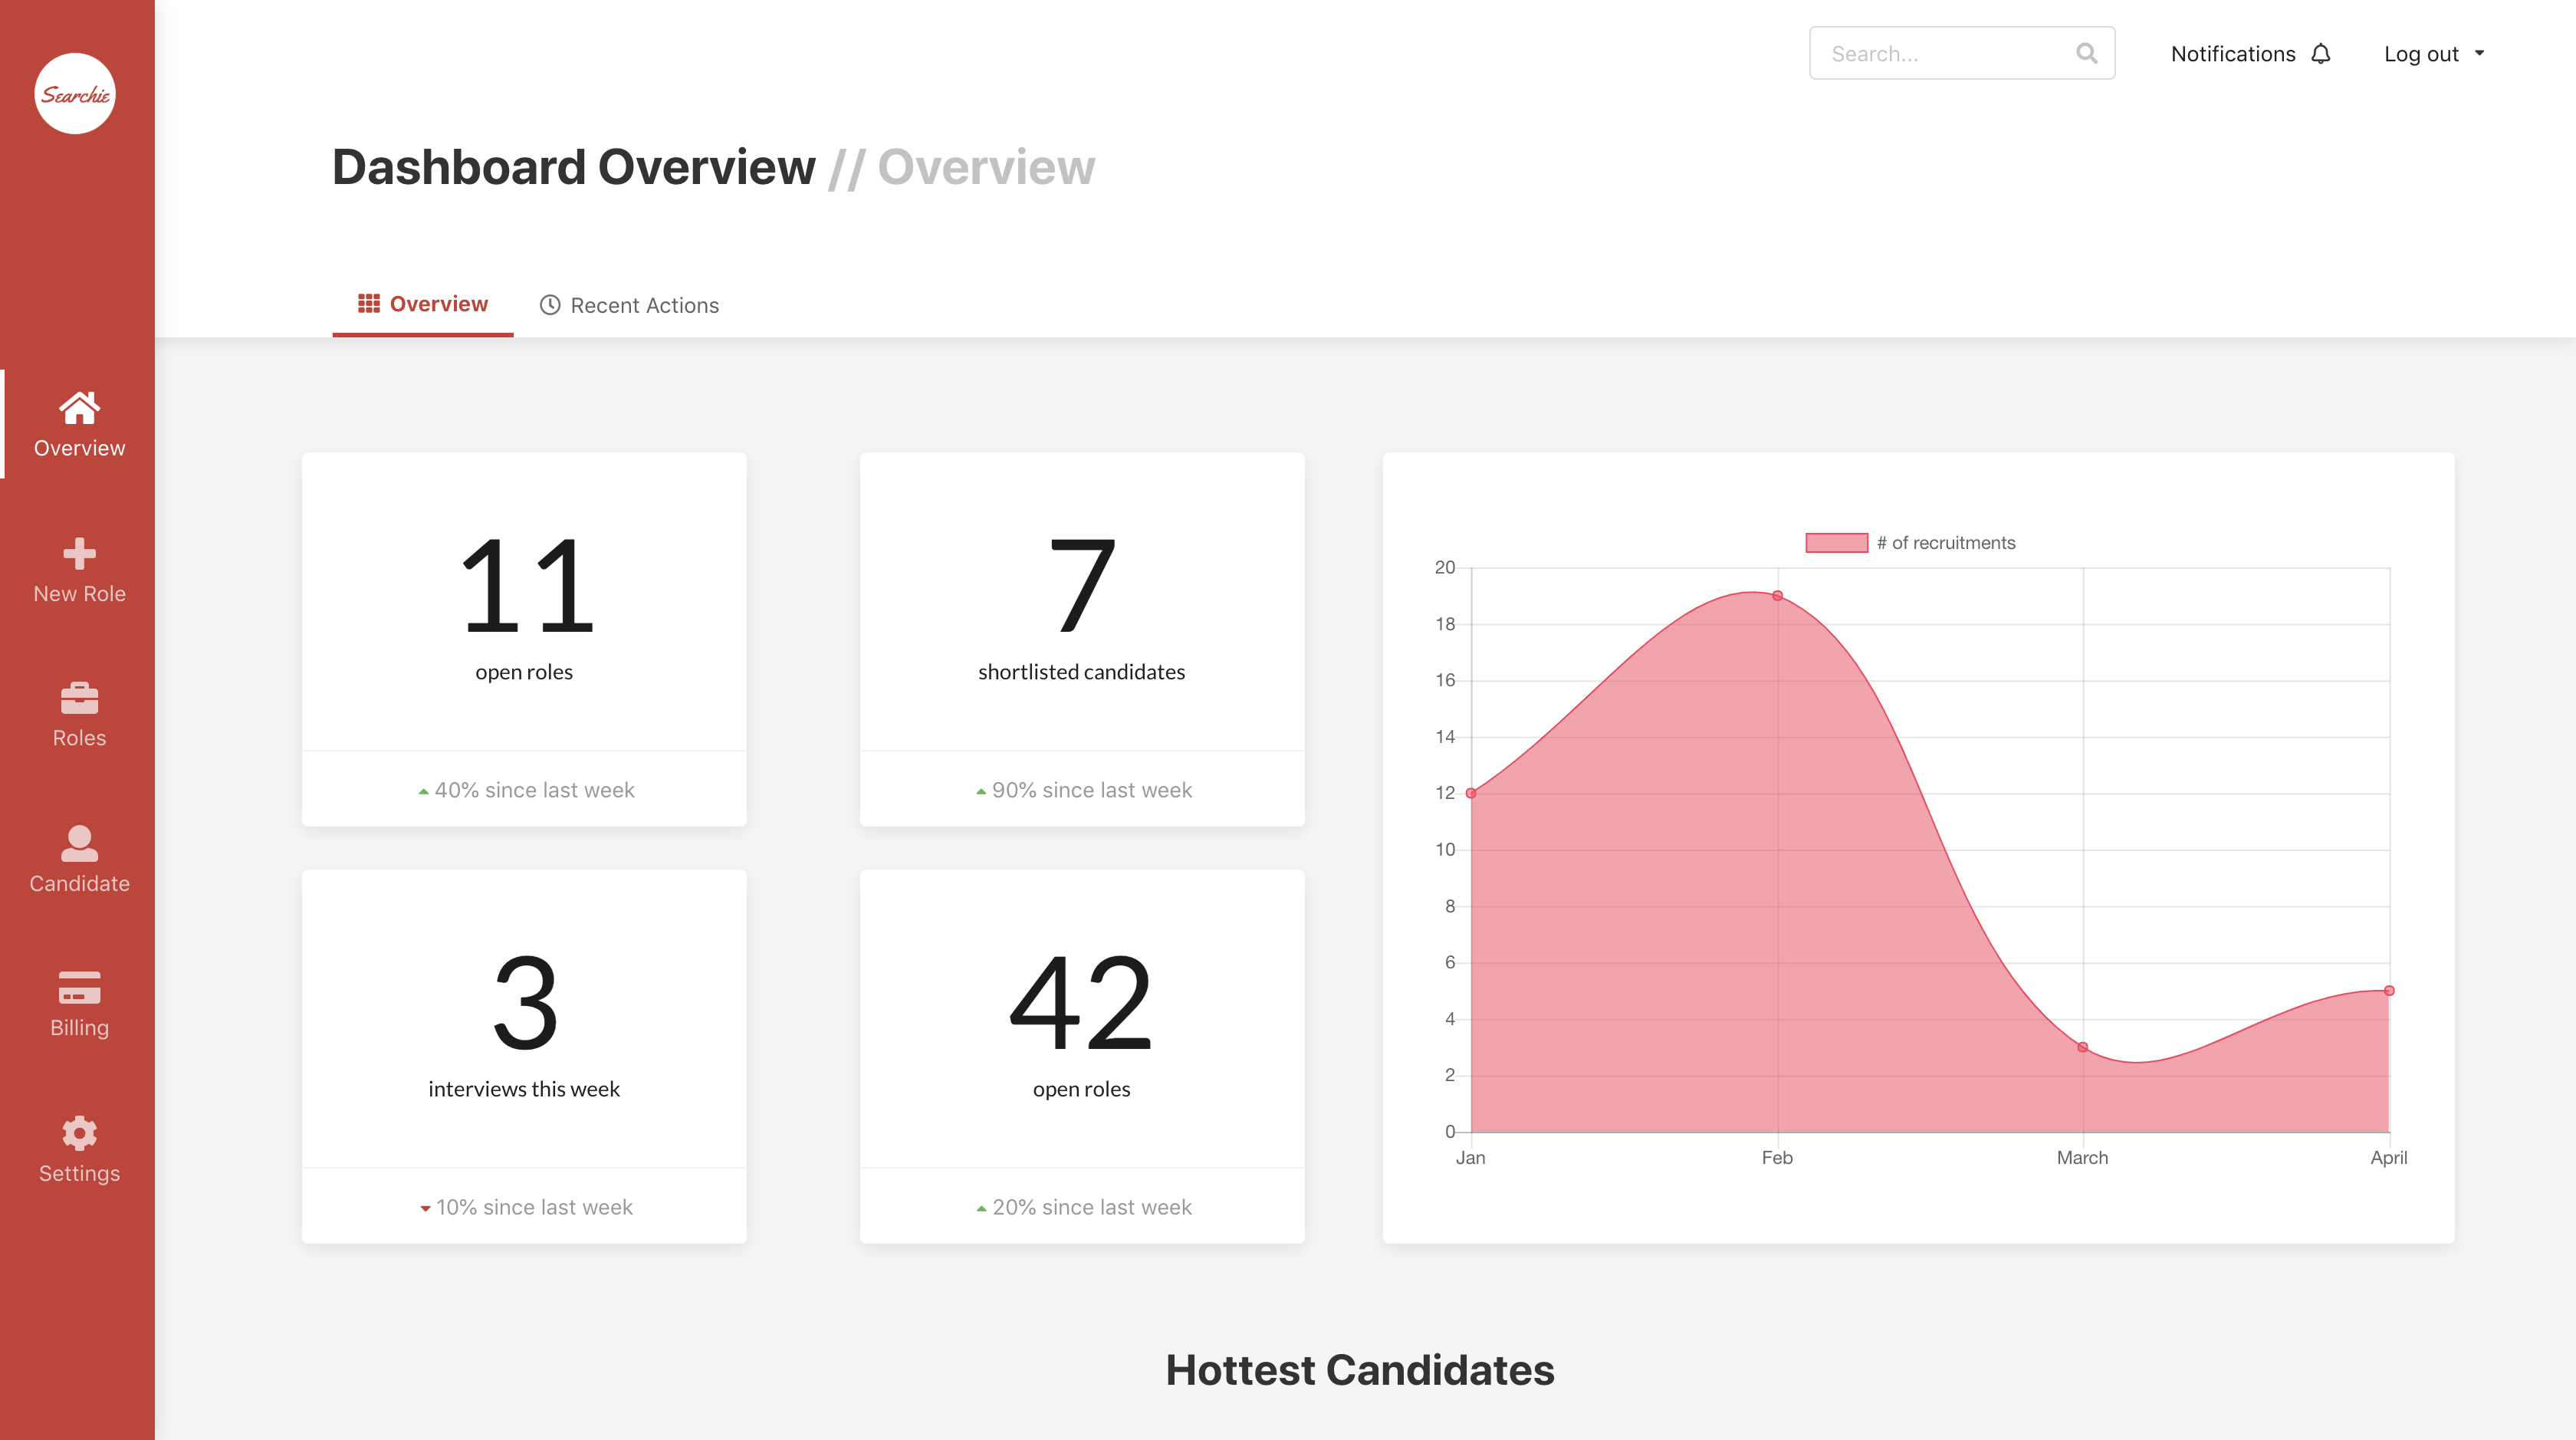 Searchie
Search...
Notifications
Log out
Dashboard Overview // Overview
Overview
Recent Actions
Overview
New Role
Roles
Candidate
Billing
Settings
11
open roles
40% since last week
7
shortlisted candidates
90% since last week
3
interviews this week
10% since last week
42
open roles
20% since last week
# of recruitments
20
18
16
14
12
10
8
6
4
2
0
Jan Feb March April
Hottest Candidates